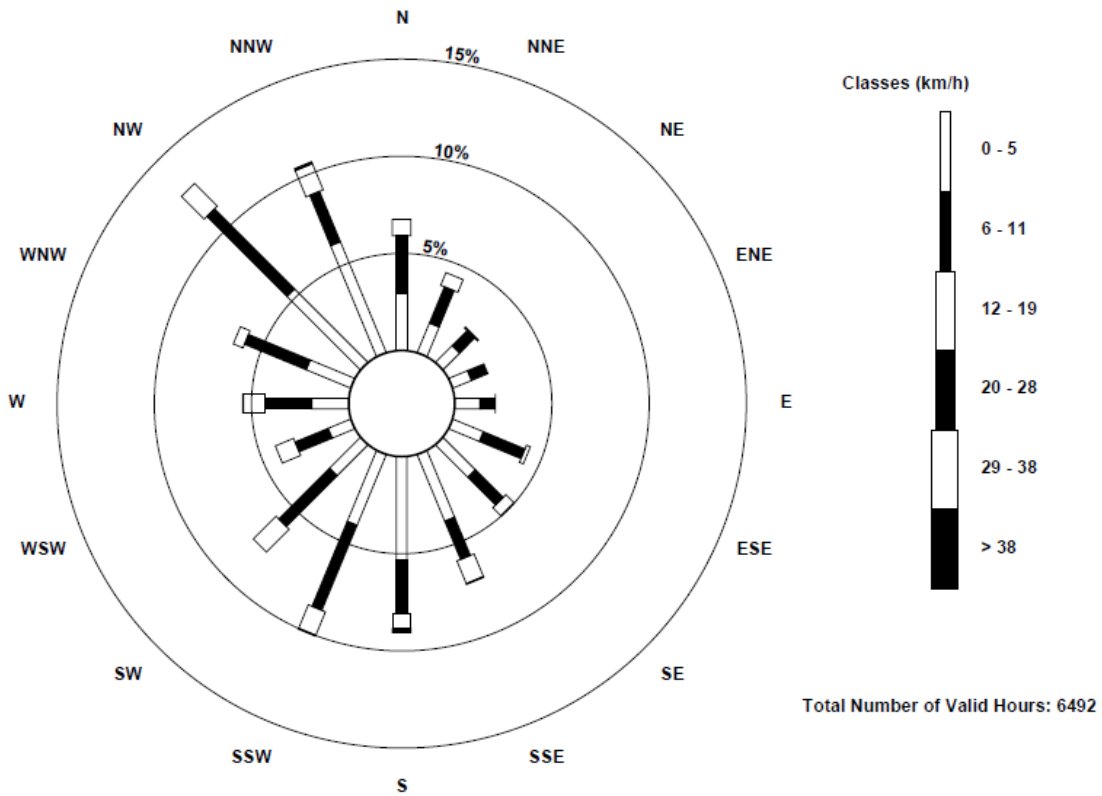 N
NNW
NNE
15%
Classes (km/h)
NW
NE
10%
0 - 5
6 - 11
WNW
5%
ENE
12 - 19
20 - 28
W
E
29 - 38
WSW
ESE
> 38
SW
SE
Total Number of Valid Hours: 6492
SSW
SSE
S